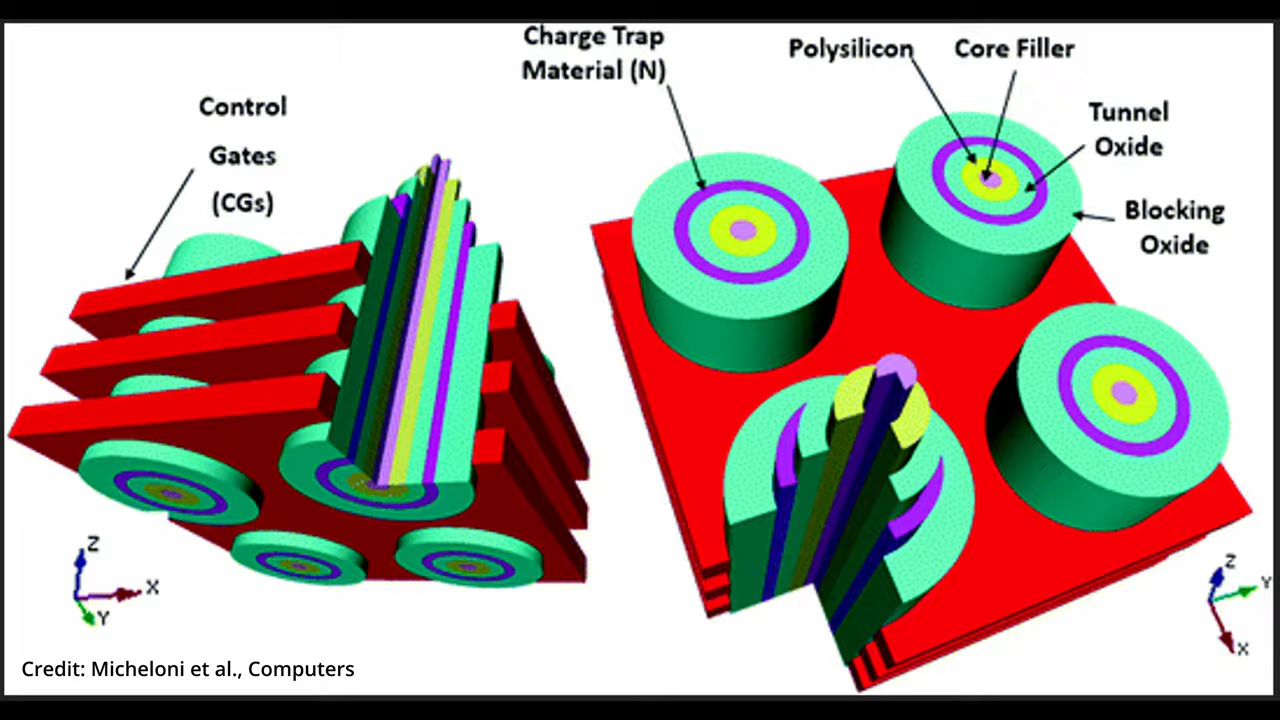 Charge Trap
Material (N)
Polysilicon
Core Filler
Control
Gates
(CGs)
Tunnel
Oxide
Blocking
Oxide
Z
X
Y
Z
Y
X
Credit: Micheloni et al., Computers